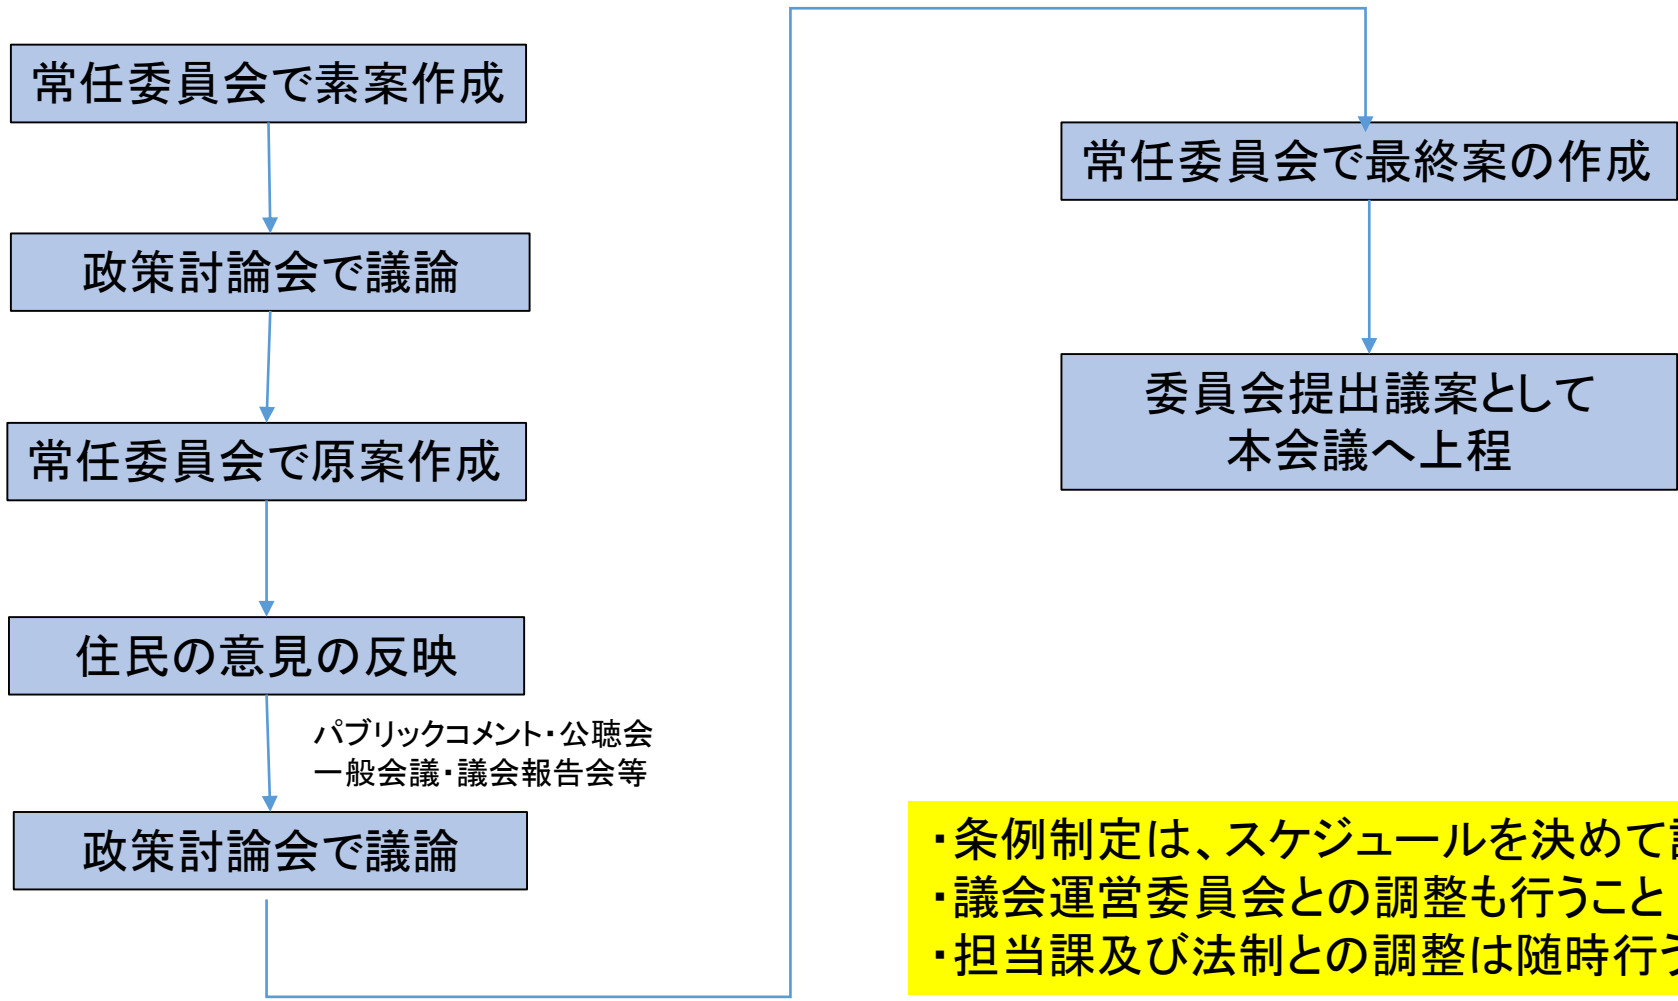 常任委員会で素案作成
政策討論会で議論
常任委員会で原案作成
住民の意見の反映
パブリックコメント・公聴会
一般会議・議会報告会等
政策討論会で議論
常任委員会で最終案の作成
委員会提出議案として
本会議へ上程
・条例制定は、スケジュールを決めて
・議会運営委員会との調整も行うこと
・担当課及び法制との調整は随時行う